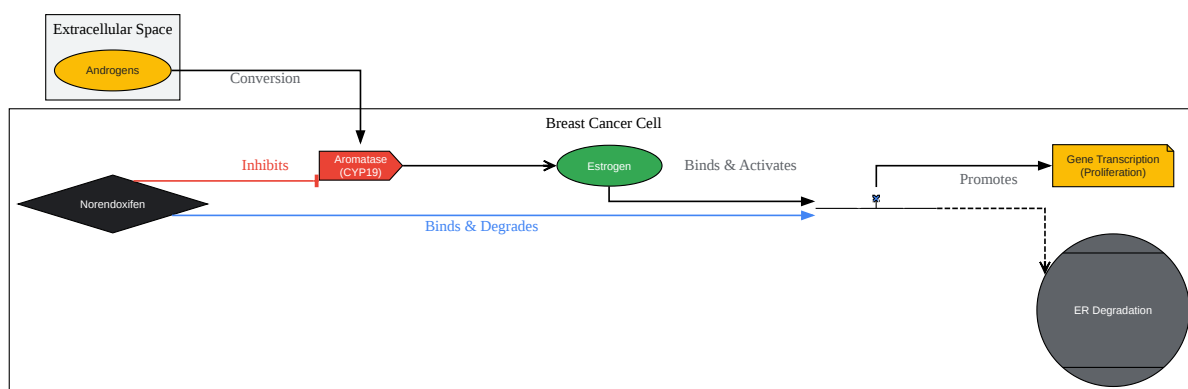 Extracellular Space
Androgens
Conversion
Breast Cancer Cell
Inhibits
Aromatase
(CYP19)
Estrogen
Binds & Activates
Gene Transcription
(Proliferation)
Promotes
Norendoxifen
Binds & Degrades
ER Degradation